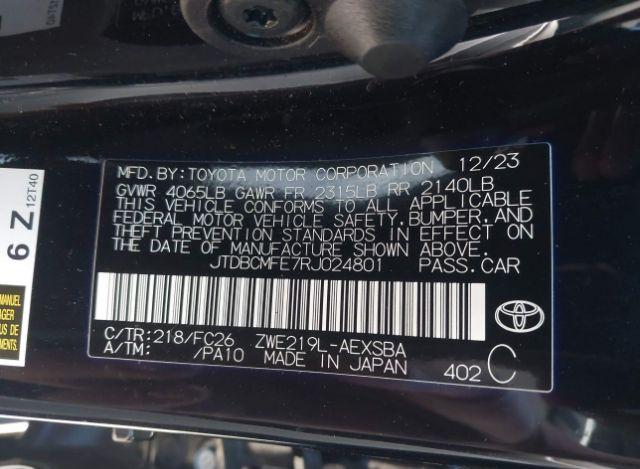 MFD. BY: TOYOTA MOTOR CORPORATION 12/23
GVWR 4065LB GAWR FR 2315LB RR 2140LB
THIS VEHICLE CONFORMS TO ALL APPLICABLE
FEDERAL MOTOR VEHICLE SAFETY, BUMPER, AND
THEFT PREVENTION STANDARDS IN EFFECT ON
THE DATE OF MANUFACTURE SHOWN ABOVE.
JTDBCMFE7RJ024801 PASS. CAR
C/TR: 218/FC26 ZWE219L-AEXSBA
A/TM: /PA10 MADE IN JAPAN 402 C
6 Z 12T40